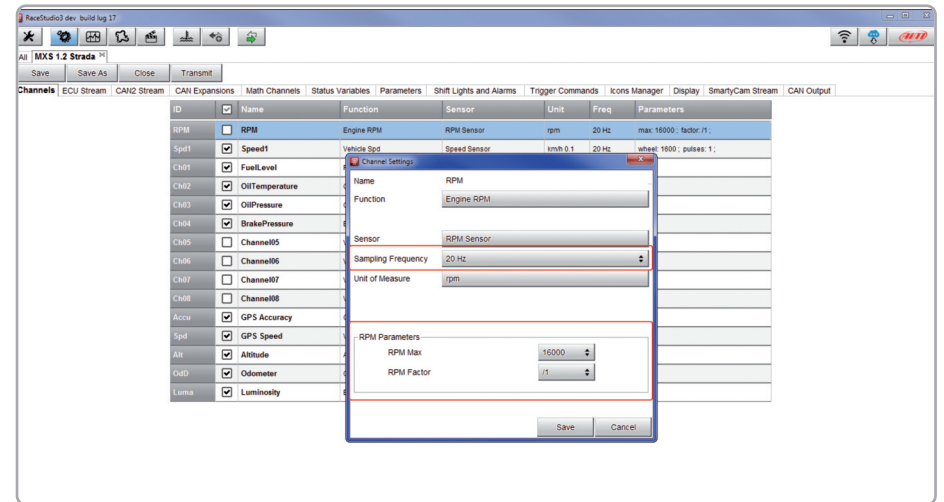 RaceStudio3 dev build lug 17
All MXS 1.2 Strada
Save Save As Close Transmit
Channels ECU Stream CAN2 Stream CAN Expansions Math Channels Status Variables Parameters Shift Lights and Alarms Trigger Commands Icons Manager Display SmartyCam Stream CAN Output
ID Name Function Sensor Unit Freq Parameters
RPM RPM Engine RPM RPM Sensor rpm 20 Hz max: 16000 ; factor: /1 ;
Spd1 Speed1 Vehicle Spd Speed Sensor km/h 0.1 20 Hz wheel: 1600 ; pulses: 1 ;
Ch01 FuelLevel
Ch02 OilTemperature
Ch03 OilPressure
Ch04 BrakePressure
Ch05 Channel05
Ch06 Channel06
Ch07 Channel07
Ch08 Channel08
Accu GPS Accuracy
Spd GPS Speed
Alt Altitude
OdD Odometer
Luma Luminosity
Channel Settings
Name RPM
Function Engine RPM
Sensor RPM Sensor
Sampling Frequency 20 Hz
Unit of Measure rpm
RPM Parameters
RPM Max 16000
RPM Factor /1
Save Cancel